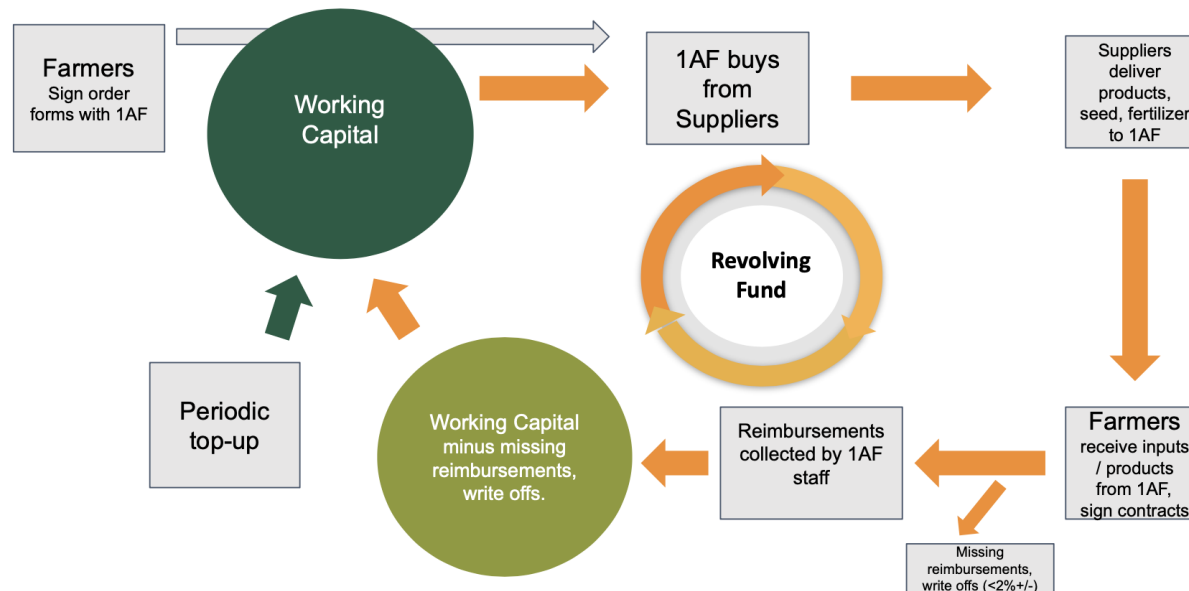 Farmers
Sign order
forms with 1AF
Working
Capital
1AF buys
from
Suppliers
Suppliers
deliver
products,
seed, fertilizer
to 1AF
Revolving
Fund
Periodic
top-up
Working Capital
minus missing
reimbursements,
write offs.
Reimbursements
collected by 1AF
staff
Farmers
receive inputs
/ products
from 1AF,
sign contracts
Missing
reimbursements,
write offs (<2%+/-)